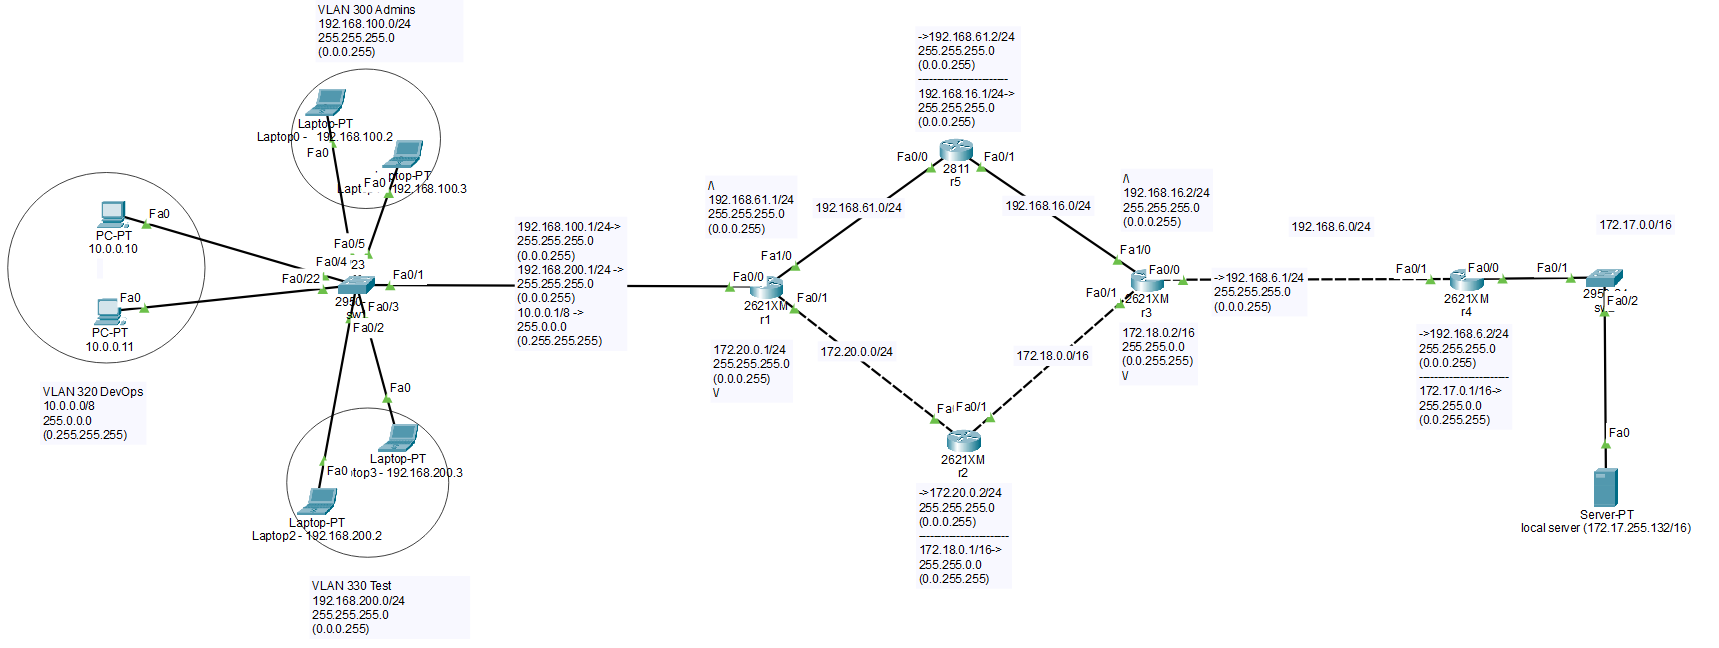 VLAN 300 Admins
192.168.100.0/24
255.255.255.0
(0.0.0.255)
Laptop-PT
Laptop0 - 192.168.100.2
Fa0
ptop-PT
Fa0
192.168.100.3
PC-PT
10.0.0.10
Fa0
PC-PT
10.0.0.11
Fa0
VLAN 320 DevOps
10.0.0.0/8
255.0.0.0
(0.255.255.255)
Fa0/5
Fa0/4
23
Fa0/22
Fa0/1
Fa0/3
Fa0/2
Fa0
Laptop-PT
top3 - 192.168.200.3
Fa0
Laptop-PT
Laptop2 - 192.168.200.2
VLAN 330 Test
192.168.200.0/24
255.255.255.0
(0.0.0.255)
192.168.100.1/24->
255.255.255.0
(0.0.0.255)
192.168.200.1/24 ->
255.255.255.0
(0.0.0.255)
10.0.0.1/8 ->
255.0.0.0
(0.255.255.255)
/\
192.168.61.1/24
255.255.255.0
(0.0.0.255)
Fa1/0
Fa0/0
Fa0/1
2621XM
r1
172.20.0.1/24
255.255.255.0
(0.0.0.255)
\/
192.168.61.0/24
172.20.0.0/24
->192.168.61.2/24
255.255.255.0
(0.0.0.255)
-------------------------
192.168.16.1/24->
255.255.255.0
(0.0.0.255)
Fa0/0
Fa0/1
2811
r5
192.168.16.0/24
172.18.0.0/16
Fa0/1
2621XM
r2
->172.20.0.2/24
255.255.255.0
(0.0.0.255)
-------------------------
172.18.0.1/16->
255.255.0.0
(0.0.255.255)
/\
192.168.16.2/24
255.255.255.0
(0.0.0.255)
Fa1/0
Fa0/0
Fa0/1
2621XM
r3
172.18.0.2/16
255.255.0.0
(0.0.255.255)
\/
->192.168.6.1/24
255.255.255.0
(0.0.0.255)
192.168.6.0/24
Fa0/1
Fa0/0
2621XM
r4
->192.168.6.2/24
255.255.255.0
(0.0.0.255)
-------------------------
172.17.0.1/16->
255.255.0.0
(0.0.255.255)
172.17.0.0/16
Fa0/1
Fa0/2
Fa0
Server-PT
local server (172.17.255.132/16)